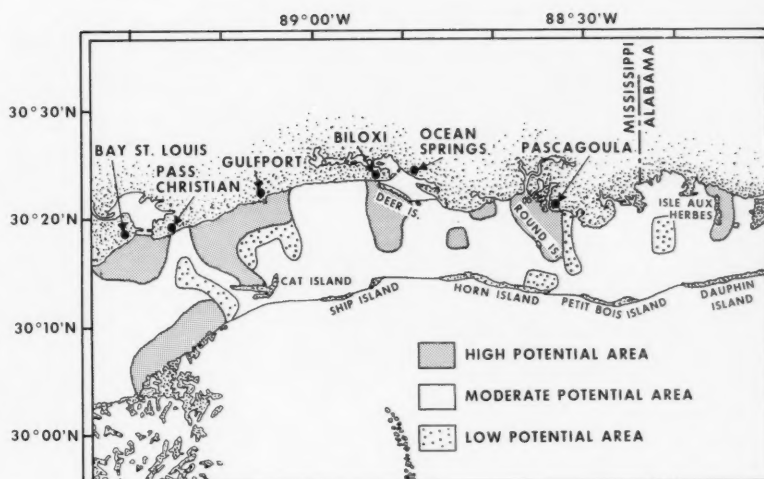 89°00'W 88°30'W
30°30'N
30°20'N
30°10'N
30°00'N
MISSISSIPPI
ALABAMA
BAY ST. LOUIS
PASS
CHRISTIAN
GULFPORT
BILOXI
OCEAN
SPRINGS
PASCAGOULA
DEER IS.
ROUND IS.
ISLE AUX
HERBES
CAT ISLAND
SHIP ISLAND
HORN ISLAND
PETIT BOIS ISLAND
DAUPHIN
ISLAND
HIGH POTENTIAL AREA
MODERATE POTENTIAL AREA
LOW POTENTIAL AREA